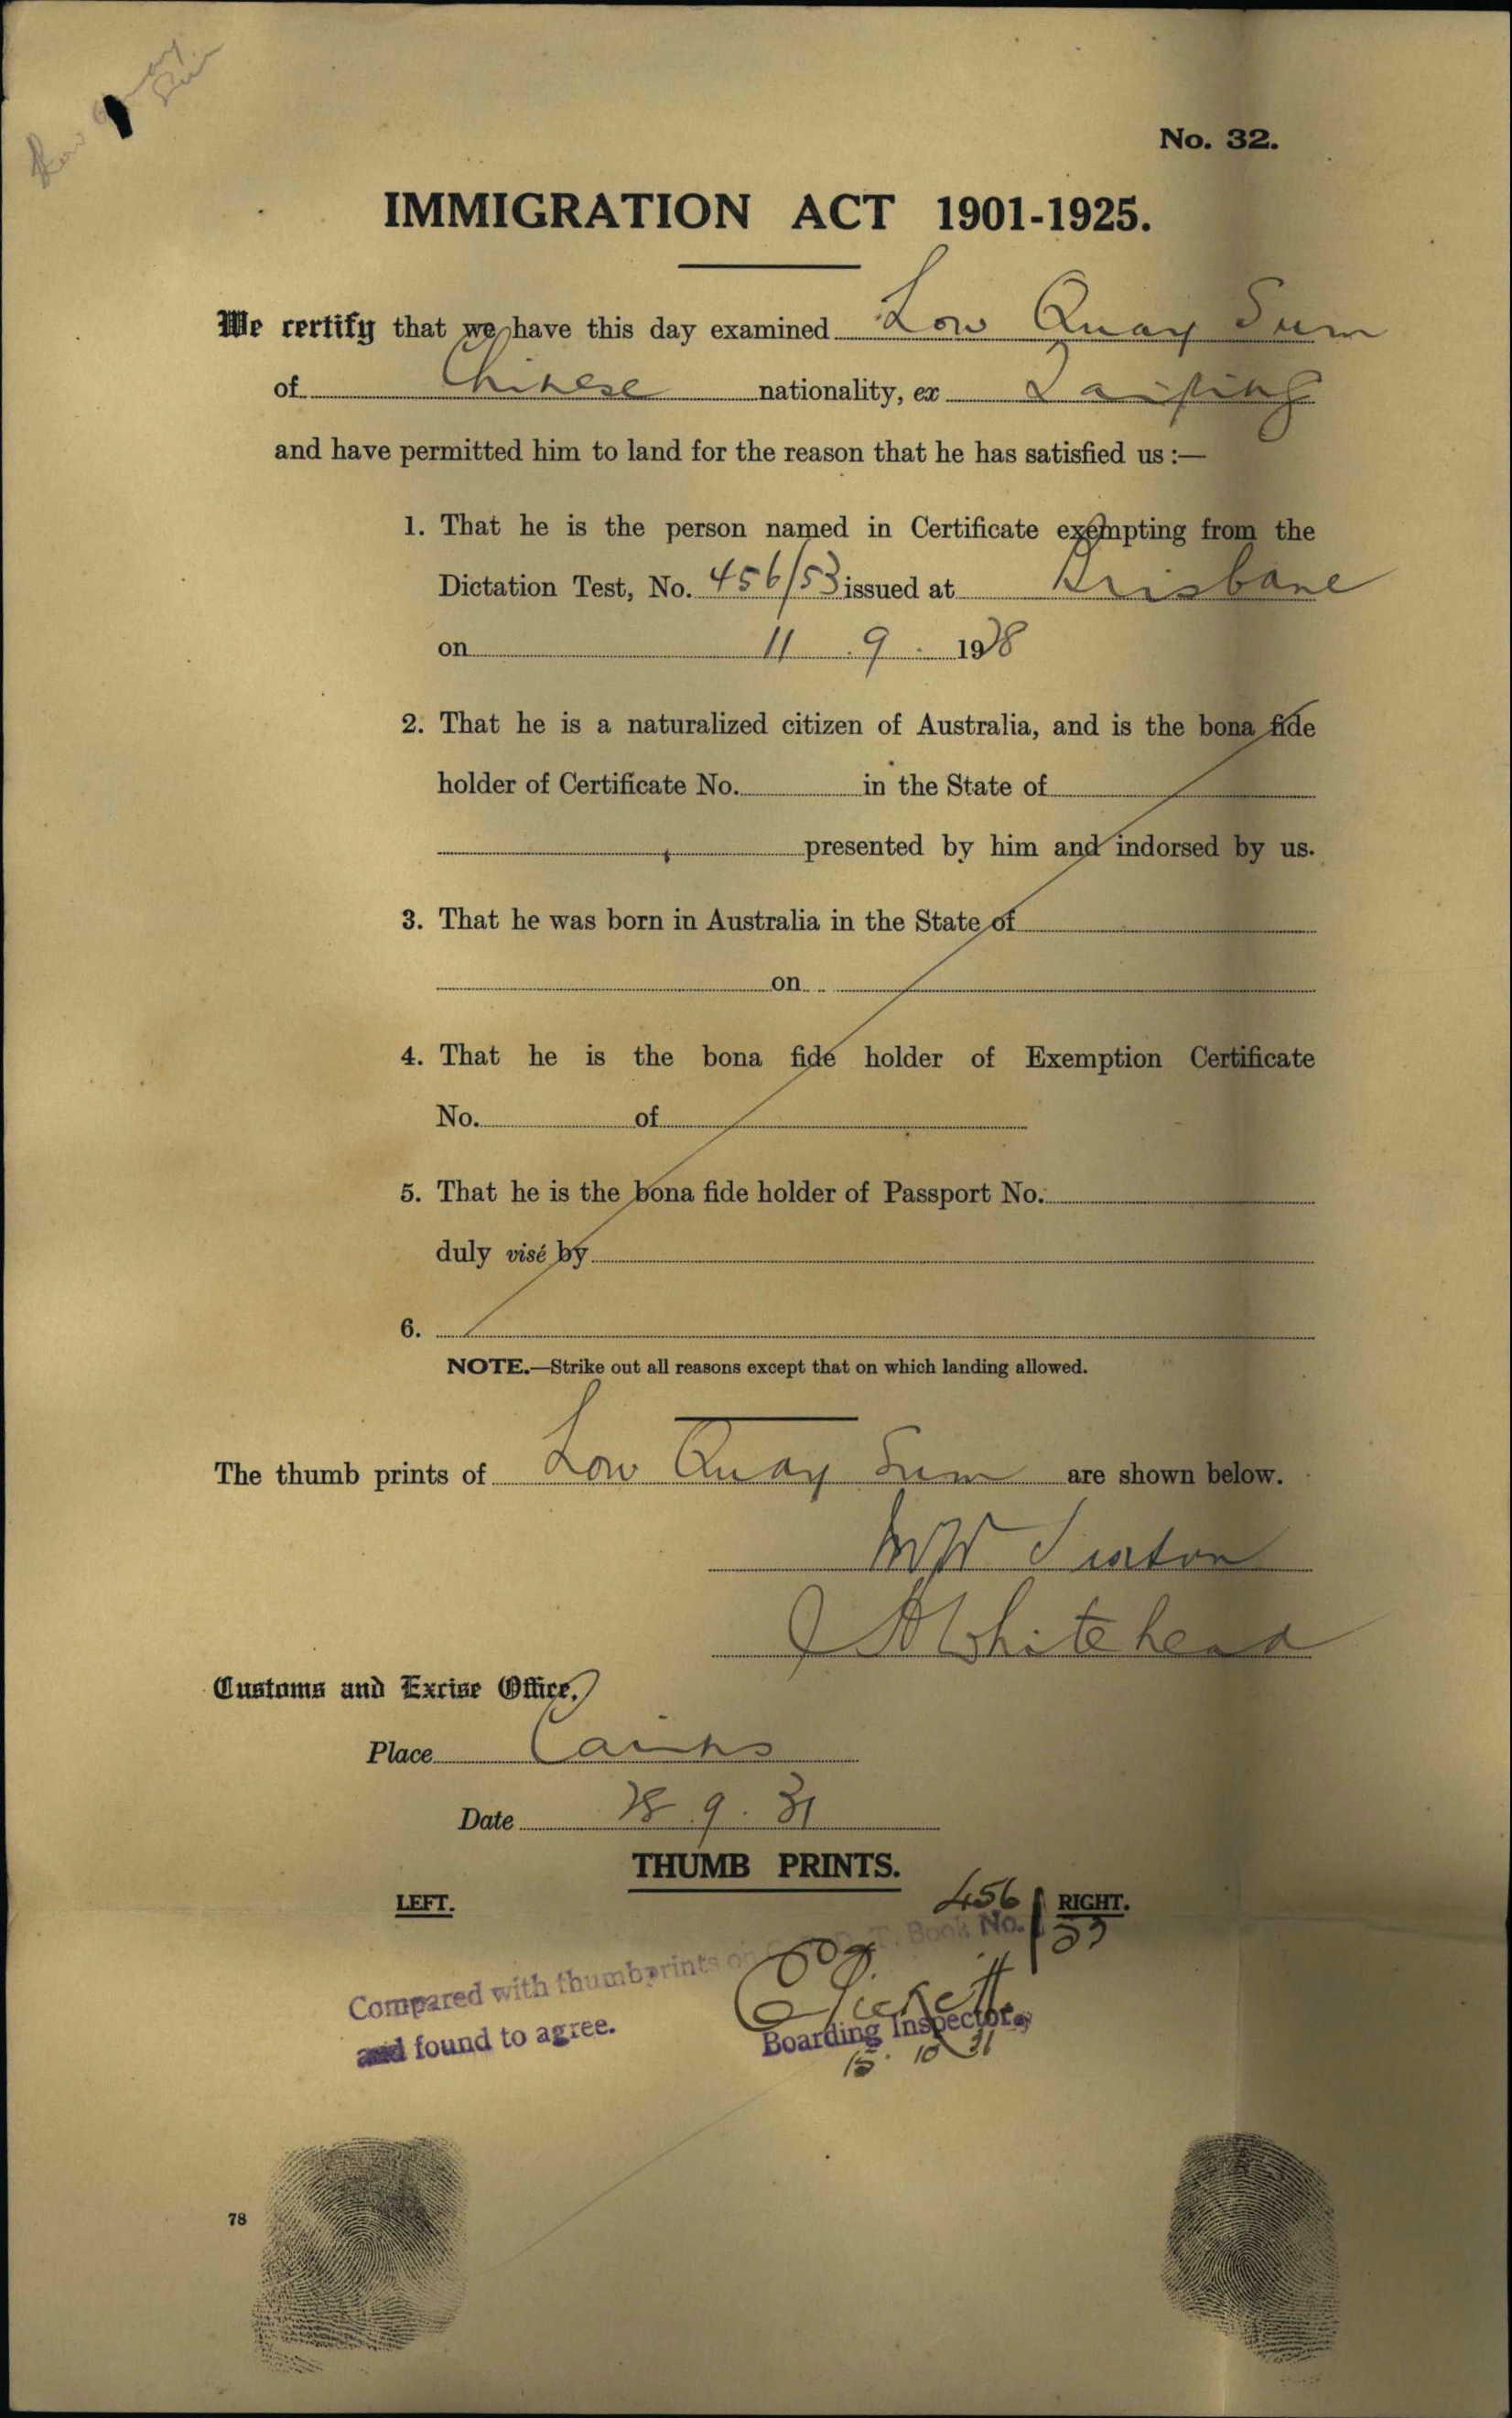 Low Quay Sum
No. 32.
IMMIGRATION ACT 1901-1925.
We certify that we have this day examined Low Quay Sum
of Chinese nationality, ex Taiping
and have permitted him to land for the reason that he has satisfied us :—
1. That he is the person named in Certificate exempting from the
Dictation Test, No. 456/53 issued at Brisbane
on 11 . 9 . 1928
2. That he is a naturalized citizen of Australia, and is the bona fide
holder of Certificate No. in the State of
presented by him and indorsed by us.
3. That he was born in Australia in the State of
on
4. That he is the bona fide holder of Exemption Certificate
No. of
5. That he is the bona fide holder of Passport No.
duly visé by
6.
NOTE.—Strike out all reasons except that on which landing allowed.
The thumb prints of Low Quay Sum are shown below.
Whitehead
Customs and Excise Office,
Place Cairns
Date 28 . 9 . 31
THUMB PRINTS.
LEFT. 456/53 RIGHT.
Compared with thumbprints on C.E.D.T. Book No.
and found to agree.
Boarding Inspector
15. 10 31
78